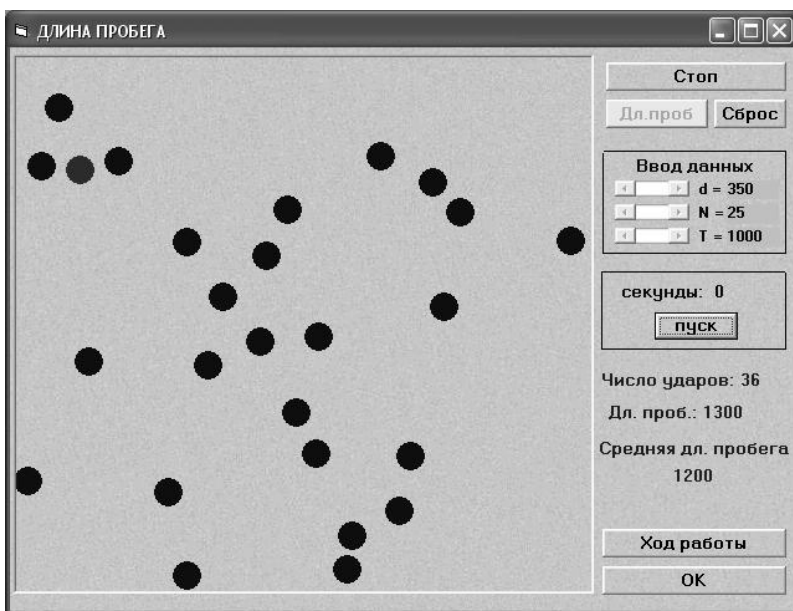 ДЛИНА ПРОБЕГА
Стоп
Дл.проб Сброс
Ввод данных
d = 350
N = 25
T = 1000
секунды: 0
пуск
Число ударов: 36
Дл. проб.: 1300
Средняя дл. пробега
1200
Ход работы
OK